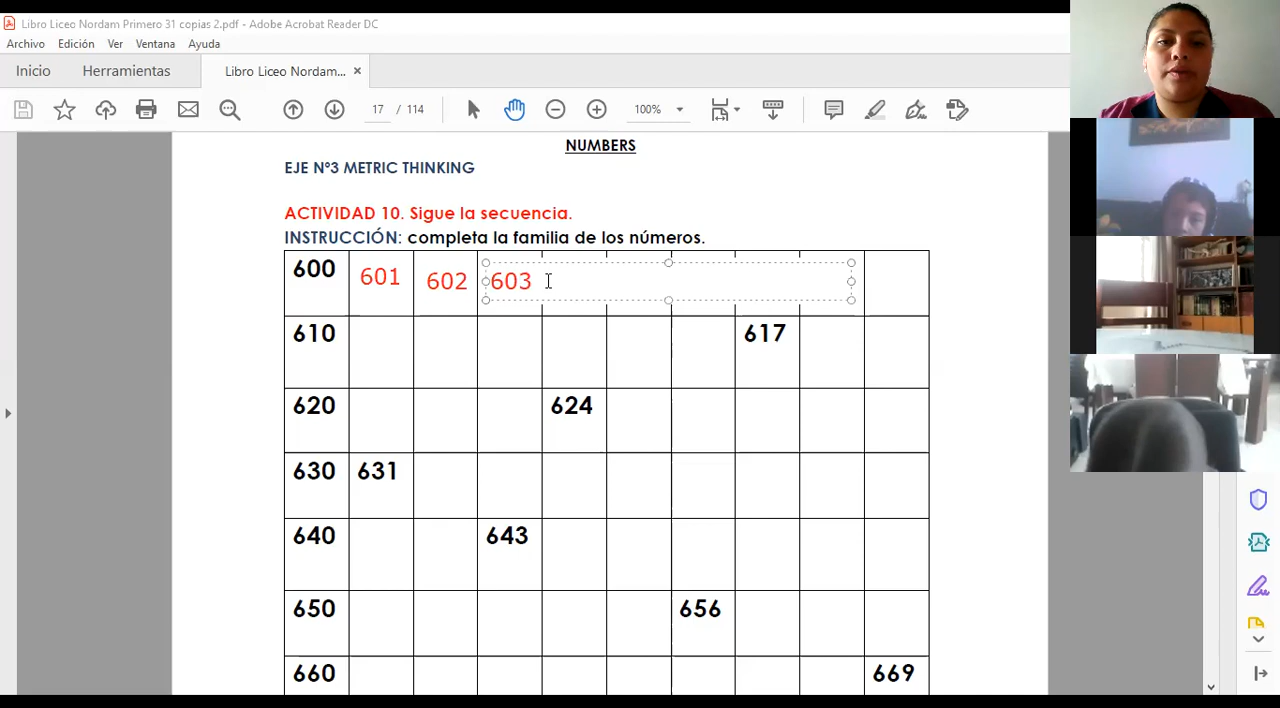 Libro Liceo Nordam Primero 31 copias 2.pdf - Adobe Acrobat Reader DC
Archivo Edición Ver Ventana Ayuda
Inicio Herramientas Libro Liceo Nordam... ×
17 / 114 100%
NUMBERS
EJE N°3 METRIC THINKING
ACTIVIDAD 10. Sigue la secuencia.
INSTRUCCIÓN: completa la familia de los números.
600 601 602 603
610 617
620 624
630 631
640 643
650 656
660 669